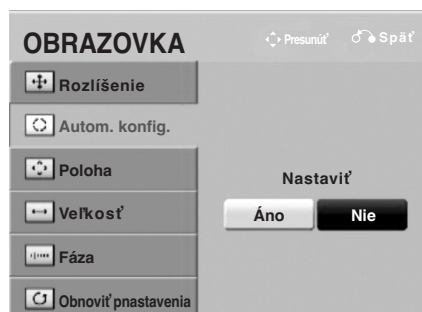 OBRAZOVKA
Presunúť
Späť
Rozlíšenie
Autom. konfig.
Poloha
Veľkosť
Fáza
Obnoviť pnastavenia
Nastaviť
Áno
Nie